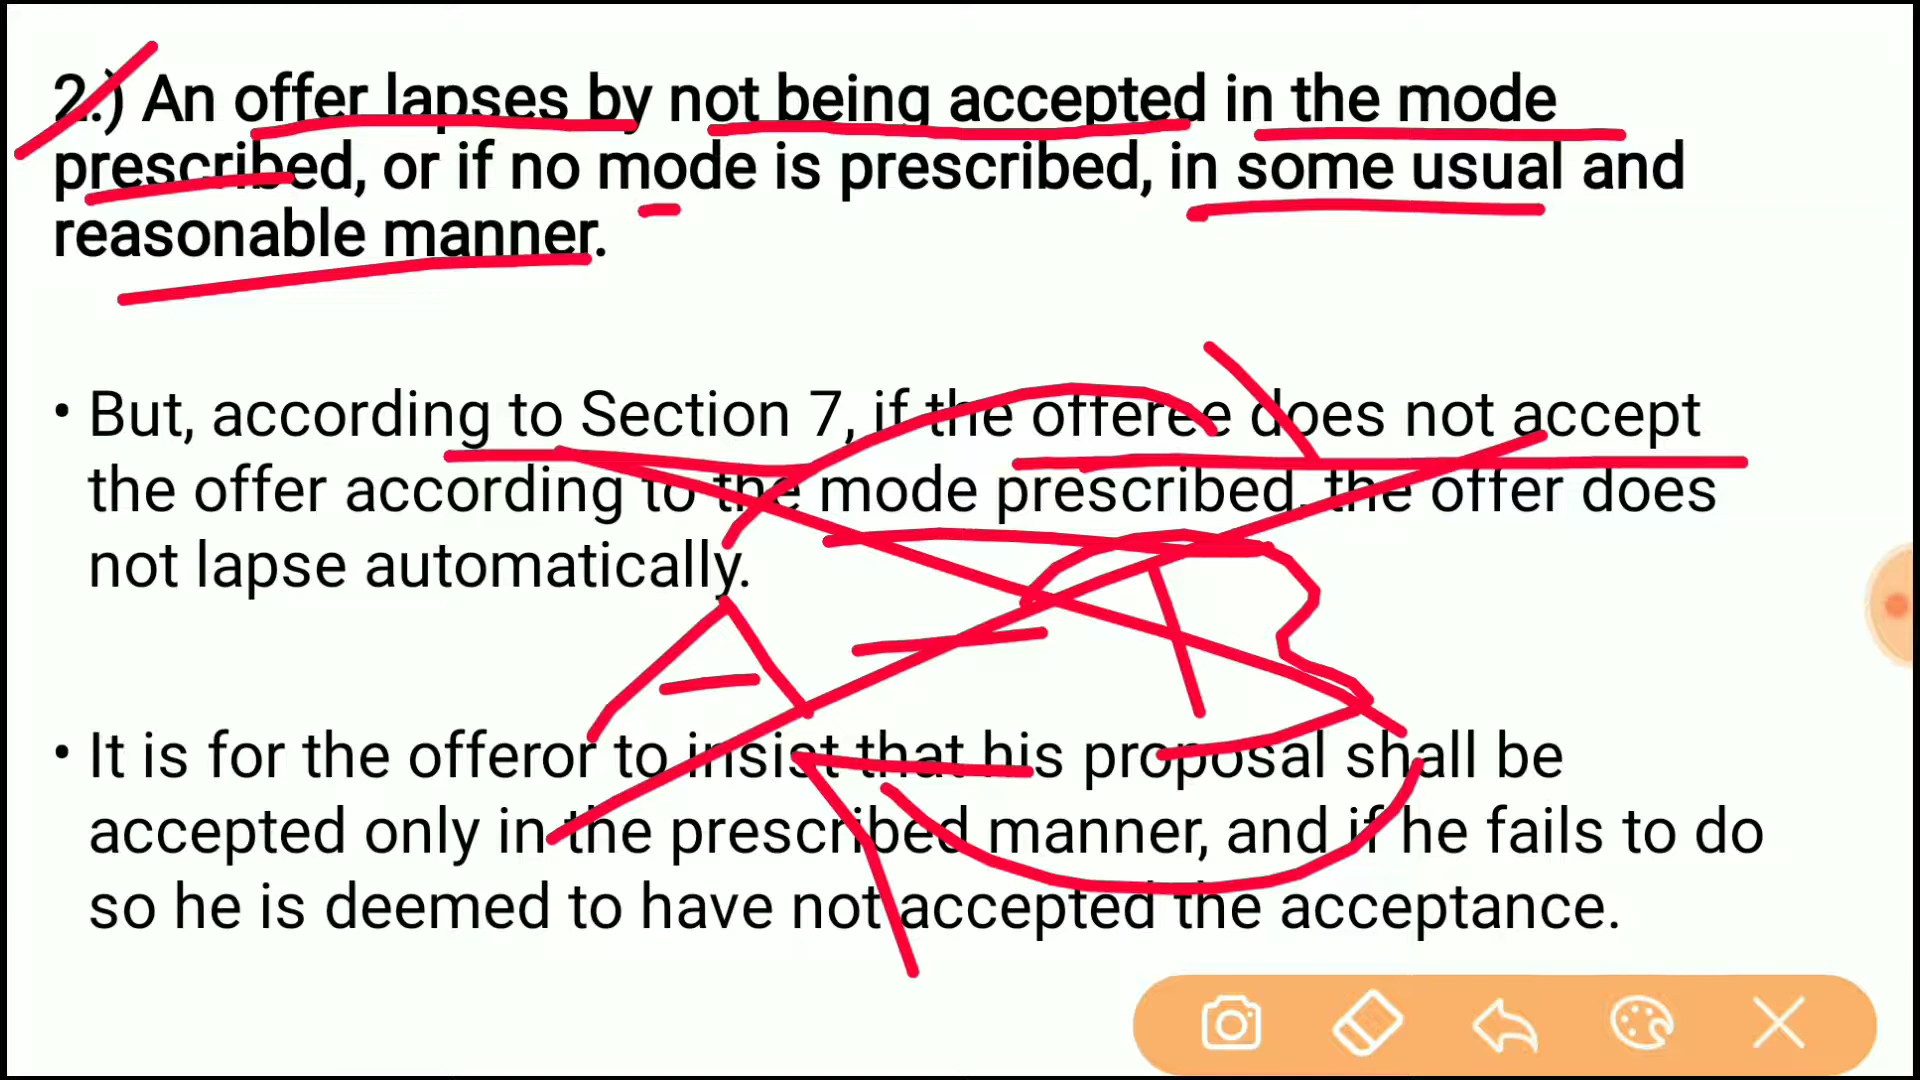 2.) An offer lapses by not being accepted in the mode
prescribed, or if no mode is prescribed, in some usual and
reasonable manner.
• But, according to Section 7, if the offeree does not accept
the offer according to the mode prescribed, the offer does
not lapse automatically.
• It is for the offeror to insist that his proposal shall be
accepted only in the prescribed manner, and if he fails to do
so he is deemed to have not accepted the acceptance.